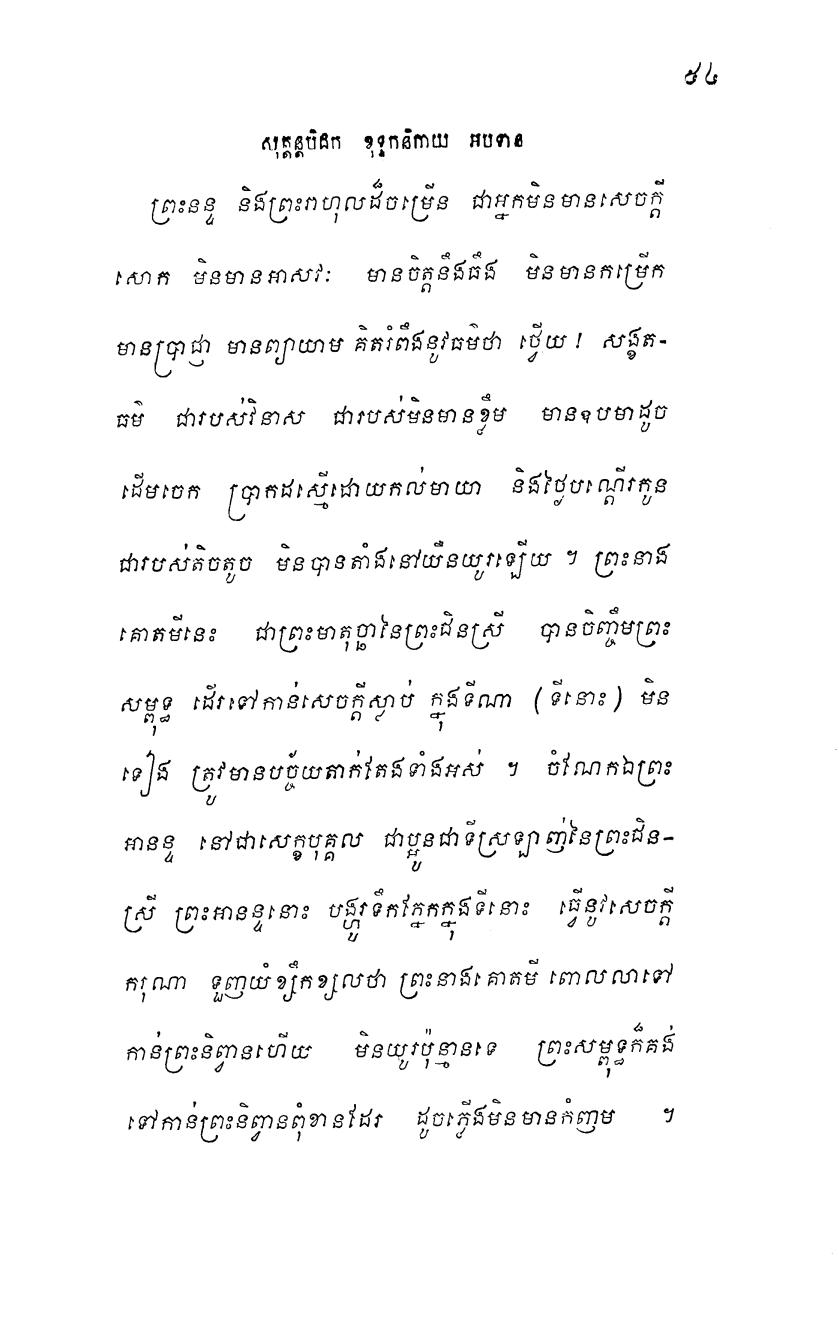 ៥៤
សុត្តន្តបិដក ខុទ្ទកនិកាយ អបទាន
ព្រះនន្ទ និងព្រះរាហុលដ៏ចម្រើន ជាអ្នកមិនមានសេចក្តី
សោក មិនមានអាសវៈ មានចិត្តនឹងធឹង មិនមានកម្រើក
មានប្រាជ្ញា មានព្យាយាម គិតរំពឹងនូវធម៌ថា ថ្វើយ! សង្ខត-
ធម៌ ជារបស់វិនាស ជារបស់មិនមានខ្លឹម មានឧបមាដូច
ដើមចេក ប្រាកដស្មើដោយកល់មាយា និងថ្ងៃបណ្តើរកូន
ជារបស់តិចតួច មិនបានតាំងនៅយឺនយូរឡើយ ។ ព្រះនាង
គោតមីនេះ ជាព្រះមាតុច្ឆានៃព្រះជិនស្រី បានចិញ្ចឹមព្រះ
សម្ពុទ្ធ ដើរទៅកាន់សេចក្តីស្លាប់ ក្នុងទីណា (ទីនោះ) មិន
ទៀង ត្រូវមានបច្ច័យតាក់តែងទាំងអស់ ។ ចំណែកឯព្រះ
អានន្ទ នៅជាសេក្ខបុគ្គល ជាប្អូនជាទីស្រឡាញ់នៃព្រះជិន-
ស្រី ព្រះអានន្ទនោះ បង្ហូរទឹកភ្នែកក្នុងទីនោះ ធ្វើនូវសេចក្តី
ករុណា ទួញយំខ្សឹកខ្សួលថា ព្រះនាងគោតមី ពោលលាទៅ
កាន់ព្រះនិព្វានហើយ មិនយូរប៉ុន្មានទេ ព្រះសម្ពុទ្ធក៏គង់
ទៅកាន់ព្រះនិព្វានពុំខានដែរ ដូចភ្លើងមិនមានកំញម ។